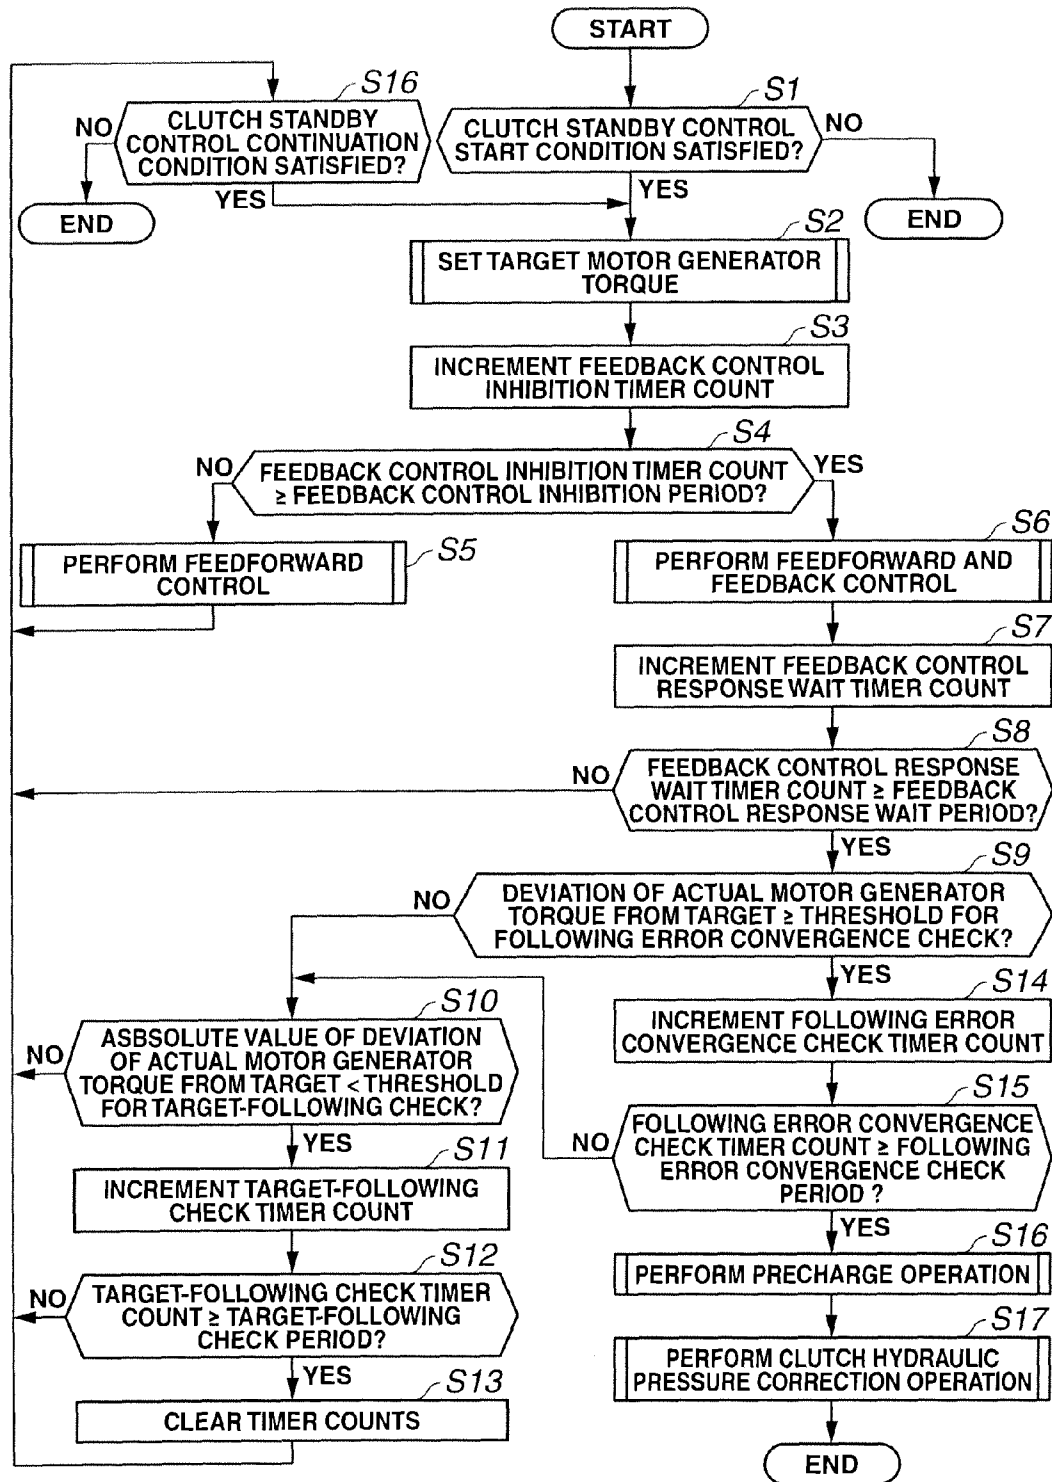 START
S16
CLUTCH STANDBY
CONTROL CONTINUATION
CONDITION SATISFIED?
NO
YES
END
S1
CLUTCH STANDBY CONTROL
START CONDITION SATISFIED?
NO
YES
END
S2
SET TARGET MOTOR GENERATOR
TORQUE
S3
INCREMENT FEEDBACK CONTROL
INHIBITION TIMER COUNT
S4
FEEDBACK CONTROL INHIBITION TIMER COUNT
≥ FEEDBACK CONTROL INHIBITION PERIOD?
NO
YES
S5
PERFORM FEEDFORWARD
CONTROL
S6
PERFORM FEEDFORWARD AND
FEEDBACK CONTROL
S7
INCREMENT FEEDBACK CONTROL
RESPONSE WAIT TIMER COUNT
S8
FEEDBACK CONTROL RESPONSE
WAIT TIMER COUNT ≥ FEEDBACK
CONTROL RESPONSE WAIT PERIOD?
NO
YES
S9
DEVIATION OF ACTUAL MOTOR GENERATOR
TORQUE FROM TARGET ≥ THRESHOLD FOR
FOLLOWING ERROR CONVERGENCE CHECK?
NO
YES
S10
ASBSOLUTE VALUE OF DEVIATION
OF ACTUAL MOTOR GENERATOR
TORQUE FROM TARGET < THRESHOLD
FOR TARGET-FOLLOWING CHECK?
NO
YES
S11
INCREMENT TARGET-FOLLOWING
CHECK TIMER COUNT
S12
TARGET-FOLLOWING CHECK TIMER
COUNT ≥ TARGET-FOLLOWING
CHECK PERIOD?
NO
YES
S13
CLEAR TIMER COUNTS
S14
INCREMENT FOLLOWING ERROR
CONVERGENCE CHECK TIMER COUNT
S15
FOLLOWING ERROR CONVERGENCE
CHECK TIMER COUNT ≥ FOLLOWING
ERROR CONVERGENCE CHECK
PERIOD ?
NO
YES
S16
PERFORM PRECHARGE OPERATION
S17
PERFORM CLUTCH HYDRAULIC
PRESSURE CORRECTION OPERATION
END